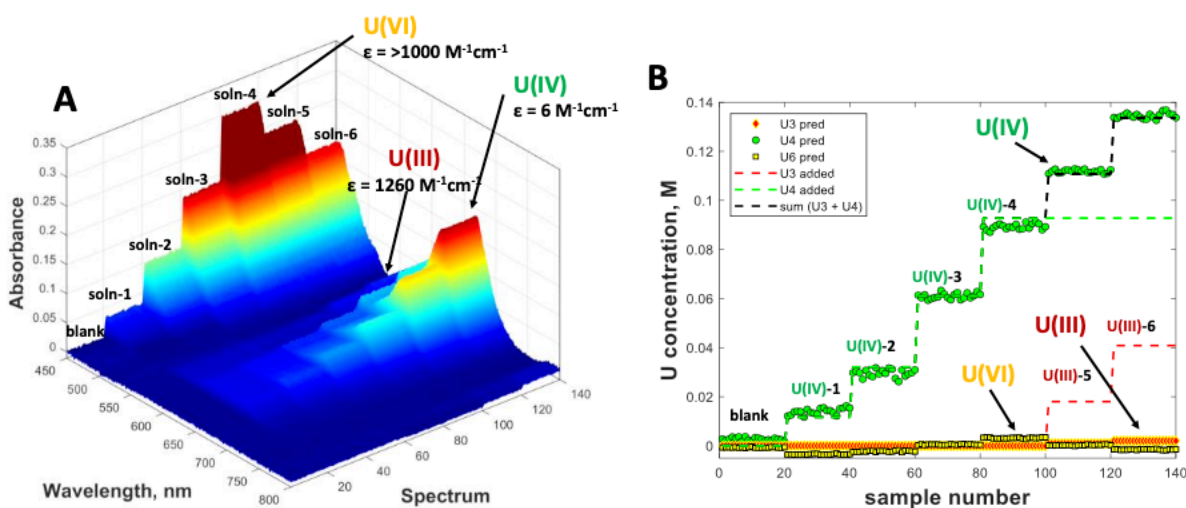 A
U(VI)
ε = >1000 M⁻¹cm⁻¹
U(IV)
ε = 6 M⁻¹cm⁻¹
U(III)
ε = 1260 M⁻¹cm⁻¹
soln-4
soln-5
soln-6
soln-3
soln-2
soln-1
blank
Absorbance
0.35
0.3
0.25
0.2
0.15
0.1
0.05
0
450
500
550
600
650
700
750
800
Wavelength, nm
20
40
60
80
100
120
140
Spectrum
B
U concentration, M
0.14
0.12
0.1
0.08
0.06
0.04
0.02
0
U3 pred
U4 pred
U6 pred
U3 added
U4 added
sum (U3 + U4)
U(IV)
U(IV)-4
U(IV)-3
U(IV)-2
U(IV)-1
blank
U(VI)
U(III)
U(III)-5
U(III)-6
0 20 40 60 80 100 120 140
sample number